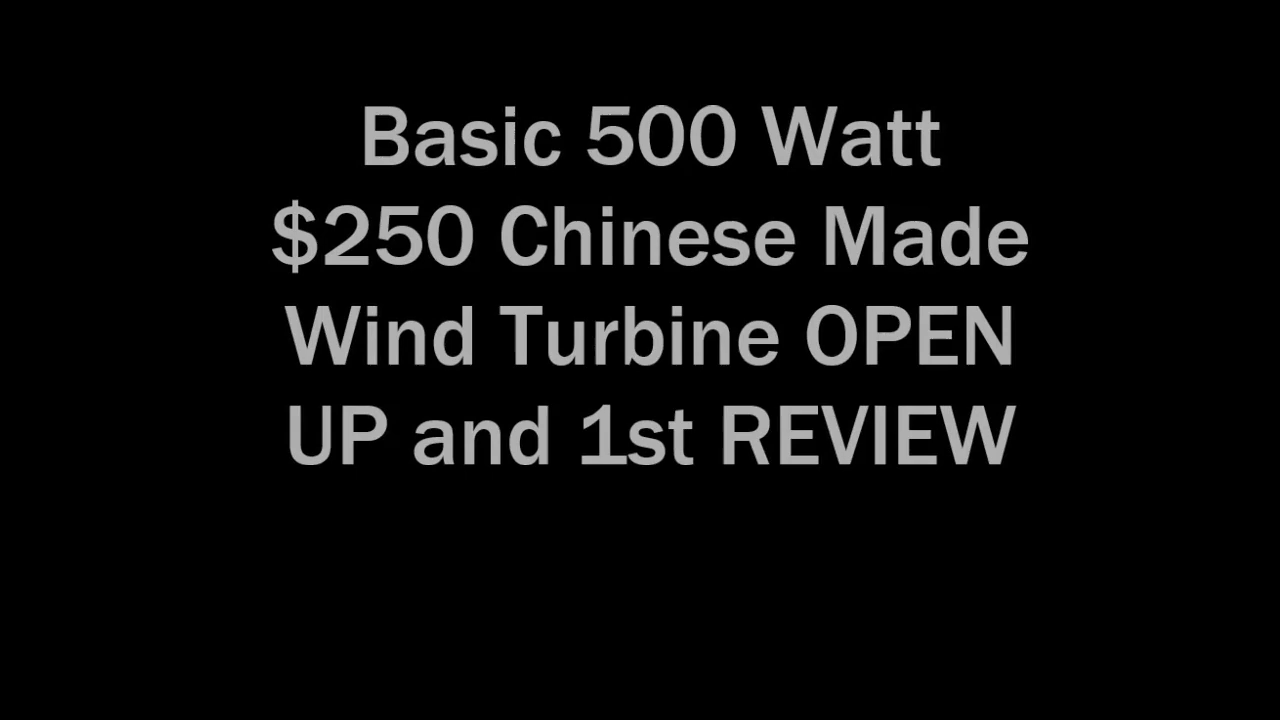 Basic 500 Watt
$250 Chinese Made
Wind Turbine OPEN
UP and 1st REVIEW